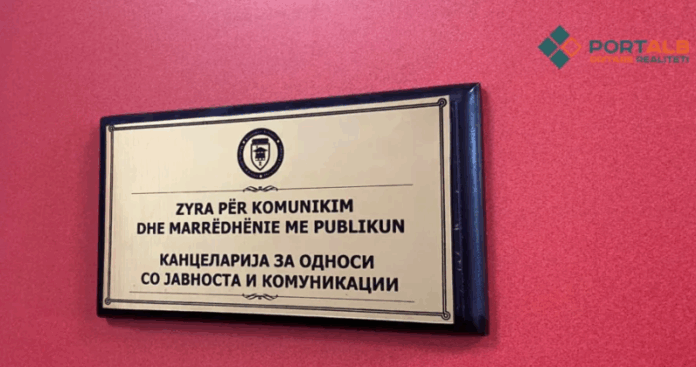 PORTALB
ZYRA PËR KOMUNIKIM
DHE MARRËDHËNIE ME PUBLIKUN
КАНЦЕЛАРИЈА ЗА ОДНОСИ
СО ЈАВНОСТА И КОМУНИКАЦИИ